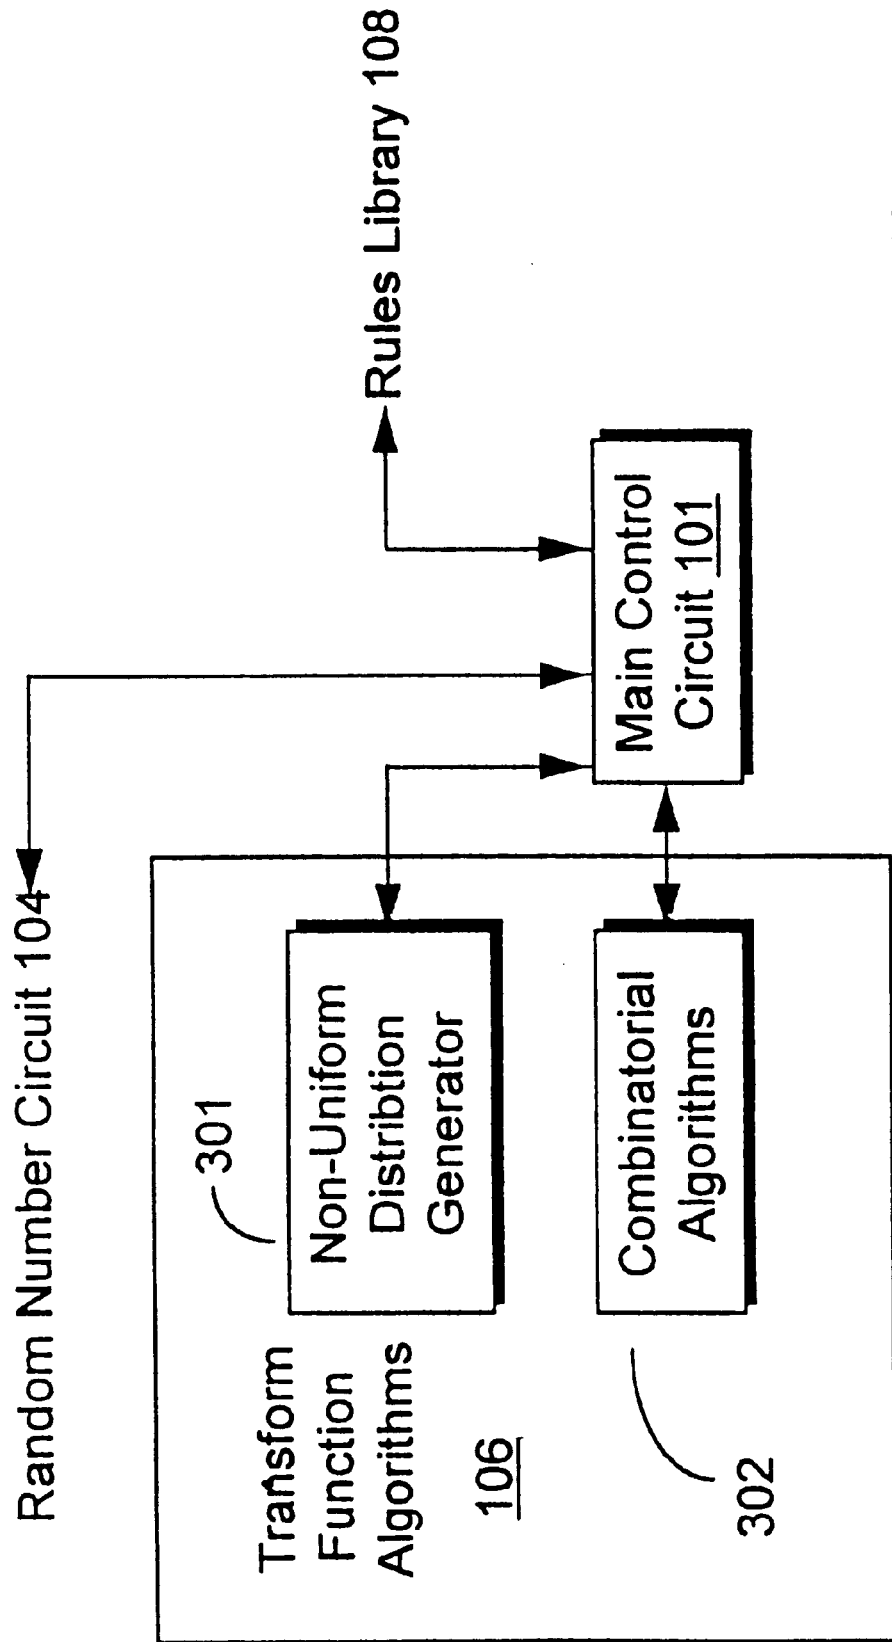 Random Number Circuit 104
Rules Library 108
Transform
Function
Algorithms
106
301
Non-Uniform
Distribtion
Generator
302
Combinatorial
Algorithms
Main Control
Circuit 101